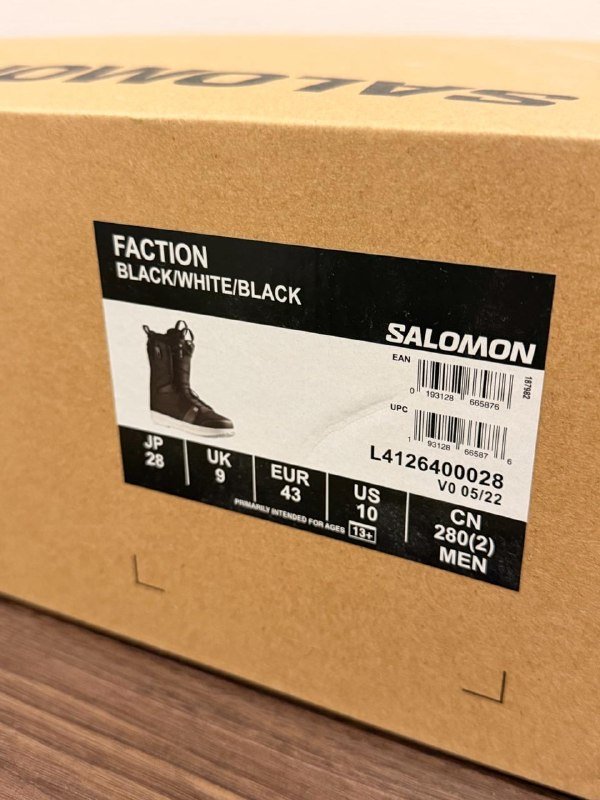 SALOMON
FACTION
BLACK/WHITE/BLACK
SALOMON
EAN
0 193128 665876
187982
UPC
1 93128 66587 6
L4126400028
V0 05/22
JP
28
UK
9
EUR
43
US
10
CN
280(2)
MEN
PRIMARILY INTENDED FOR AGES 13+